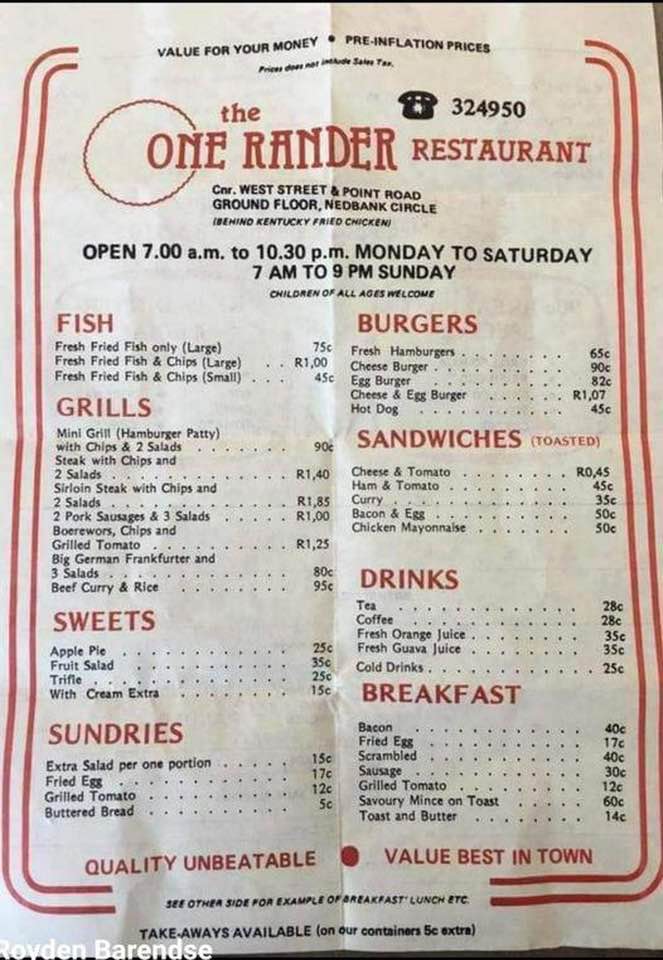 VALUE FOR YOUR MONEY • PRE-INFLATION PRICES
Prices does not include Sales Tax.
☎ 324950
the
ONE RANDER RESTAURANT
Cnr. WEST STREET & POINT ROAD
GROUND FLOOR, NEDBANK CIRCLE
(BEHIND KENTUCKY FRIED CHICKEN)
OPEN 7.00 a.m. to 10.30 p.m. MONDAY TO SATURDAY
7 AM TO 9 PM SUNDAY
CHILDREN OF ALL AGES WELCOME
FISH
Fresh Fried Fish only (Large) 75c
Fresh Fried Fish & Chips (Large) . . R1,00
Fresh Fried Fish & Chips (Small) . . . 45c
GRILLS
Mini Grill (Hamburger Patty)
with Chips & 2 Salads . . . . . . . 90c
Steak with Chips and
2 Salads . . . . . . . . . . . . . R1,40
Sirloin Steak with Chips and
2 Salads . . . . . . . . . . . . . R1,85
2 Pork Sausages & 3 Salads . . . . . R1,00
Boerewors, Chips and
Grilled Tomato . . . . . . . . . . R1,25
Big German Frankfurter and
3 Salads . . . . . . . . . . . . . 80c
Beef Curry & Rice . . . . . . . . 95c
SWEETS
Apple Pie . . . . . . . . . . . 25c
Fruit Salad . . . . . . . . . . 35c
Trifle . . . . . . . . . . . . . 25c
With Cream Extra . . . . . . . . 15c
SUNDRIES
Extra Salad per one portion . . . . . 15c
Fried Egg . . . . . . . . . . . 17c
Grilled Tomato . . . . . . . . . . 12c
Buttered Bread . . . . . . . . . . 5c
BURGERS
Fresh Hamburgers . . . . . . . . 65c
Cheese Burger . . . . . . . . . . 90c
Egg Burger . . . . . . . . . . 82c
Cheese & Egg Burger . . . . . . . R1,07
Hot Dog . . . . . . . . . . . 45c
SANDWICHES (TOASTED)
Cheese & Tomato . . . . . . . . R0,45
Ham & Tomato . . . . . . . . . 45c
Curry . . . . . . . . . . . . . 35c
Bacon & Egg . . . . . . . . . . 50c
Chicken Mayonnaise . . . . . . . . 50c
DRINKS
Tea . . . . . . . . . . . . . 28c
Coffee . . . . . . . . . . . . 28c
Fresh Orange Juice . . . . . . . . 35c
Fresh Guava Juice . . . . . . . . 35c
Cold Drinks . . . . . . . . . . . 25c
BREAKFAST
Bacon . . . . . . . . . . . . 40c
Fried Egg . . . . . . . . . . . 17c
Scrambled . . . . . . . . . . . 40c
Sausage . . . . . . . . . . . 30c
Grilled Tomato . . . . . . . . . . 12c
Savoury Mince on Toast . . . . . . 60c
Toast and Butter . . . . . . . . . 14c
QUALITY UNBEATABLE ● VALUE BEST IN TOWN
SEE OTHER SIDE FOR EXAMPLE OF BREAKFAST' LUNCH ETC.
TAKE-AWAYS AVAILABLE (on our containers 5c extra)
Royden Barendse